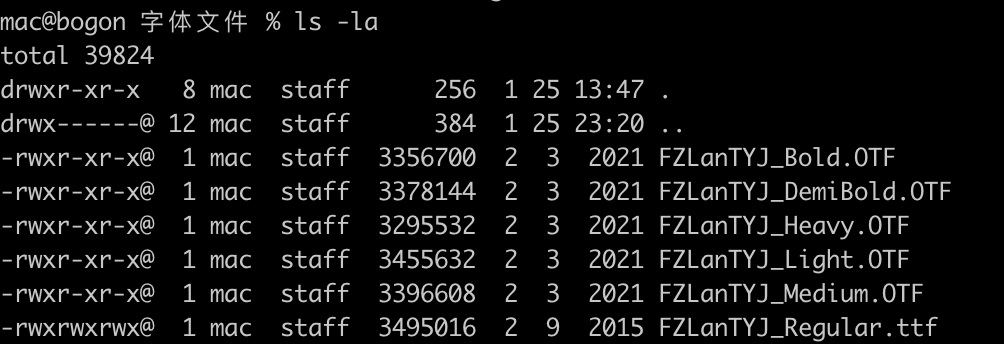 mac@bogon 字体文件 % ls -la
total 39824
drwxr-xr-x   8 mac  staff      256  1 25 13:47 .
drwx------@ 12 mac  staff      384  1 25 23:20 ..
-rwxr-xr-x@  1 mac  staff  3356700  2  3  2021 FZLanTYJ_Bold.OTF
-rwxr-xr-x@  1 mac  staff  3378144  2  3  2021 FZLanTYJ_DemiBold.OTF
-rwxr-xr-x@  1 mac  staff  3295532  2  3  2021 FZLanTYJ_Heavy.OTF
-rwxr-xr-x@  1 mac  staff  3455632  2  3  2021 FZLanTYJ_Light.OTF
-rwxr-xr-x@  1 mac  staff  3396608  2  3  2021 FZLanTYJ_Medium.OTF
-rwxrwxrwx@  1 mac  staff  3495016  2  9  2015 FZLanTYJ_Regular.ttf